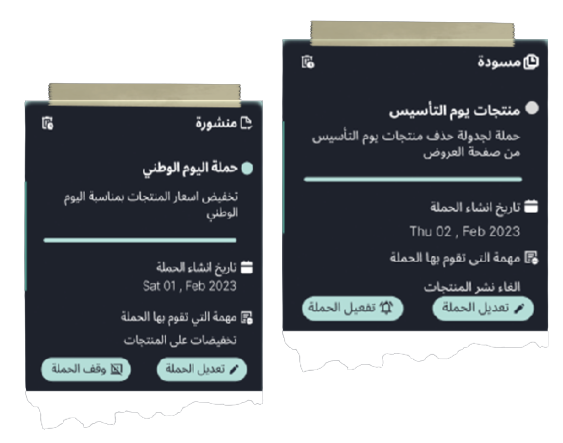 مسودة
منتجات يوم التأسيس
حملة لجدولة حذف منتجات يوم التأسيس
من صفحة العروض
تاريخ انشاء الحملة
Thu 02 , Feb 2023
مهمة التي تقوم بها الحملة
الغاء نشر المنتجات
تعديل الحملة
تفعيل الحملة
منشورة
حملة اليوم الوطني
تخفيض اسعار المنتجات بمناسبة اليوم
الوطني
تاريخ انشاء الحملة
Sat 01 , Feb 2023
مهمة التي تقوم بها الحملة
تخفيضات على المنتجات
تعديل الحملة
وقف الحملة